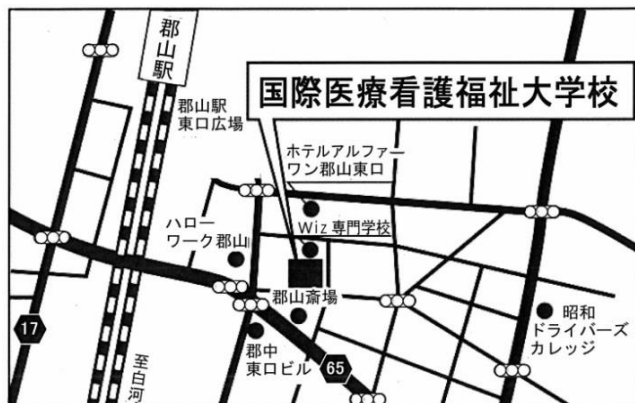 郡山駅
国際医療看護福祉大学校
郡山駅
東口広場
ホテルアルファー
ワン郡山東口
Wiz 専門学校
ハロー
ワーク郡山
郡山斎場
昭和
ドライバーズ
カレッジ
17
郡中
東口ビル
65
至白河